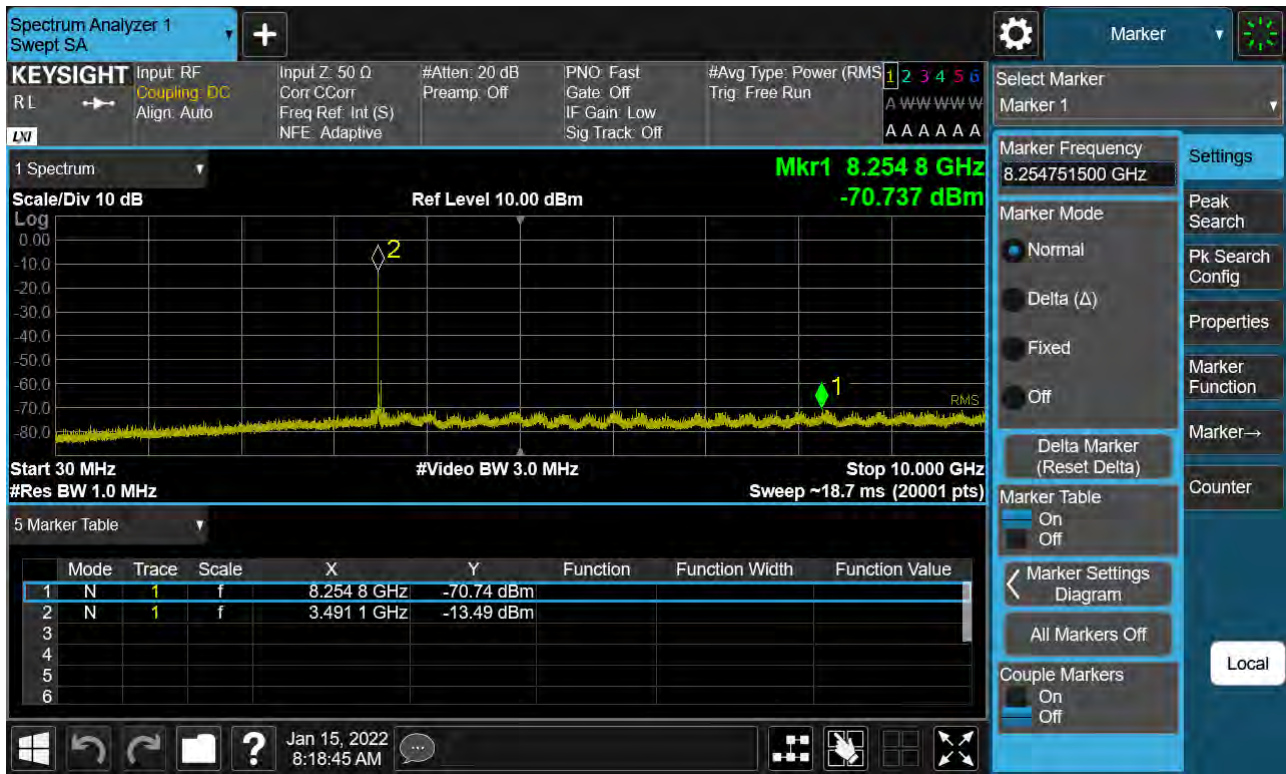 Spectrum Analyzer 1
Swept SA
+
Marker
KEYSIGHT
RL
LXI
Input: RF
Coupling: DC
Align: Auto
Input Z: 50 Ω
Corr CCorr
Freq Ref: Int (S)
NFE: Adaptive
#Atten: 20 dB
Preamp: Off
PNO: Fast
Gate: Off
IF Gain: Low
Sig Track: Off
#Avg Type: Power (RMS
Trig: Free Run
1 2 3 4 5 6
A W W W W W
A A A A A A
Select Marker
Marker 1
1 Spectrum
Mkr1 8.254 8 GHz
-70.737 dBm
Scale/Div 10 dB
Ref Level 10.00 dBm
Log
0.00
-10.0
-20.0
-30.0
-40.0
-50.0
-60.0
-70.0
-80.0
2
1
RMS
Start 30 MHz
#Video BW 3.0 MHz
Stop 10.000 GHz
#Res BW 1.0 MHz
Sweep ~18.7 ms (20001 pts)
5 Marker Table
Mode Trace Scale X Y Function Function Width Function Value
1 N 1 f 8.254 8 GHz -70.74 dBm
2 N 1 f 3.491 1 GHz -13.49 dBm
3
4
5
6
Marker Frequency
8.254751500 GHz
Marker Mode
Normal
Delta (Δ)
Fixed
Off
Delta Marker
(Reset Delta)
Marker Table
On
Off
Marker Settings
Diagram
All Markers Off
Couple Markers
On
Off
Settings
Peak
Search
Pk Search
Config
Properties
Marker
Function
Marker→
Counter
Local
?
Jan 15, 2022
8:18:45 AM